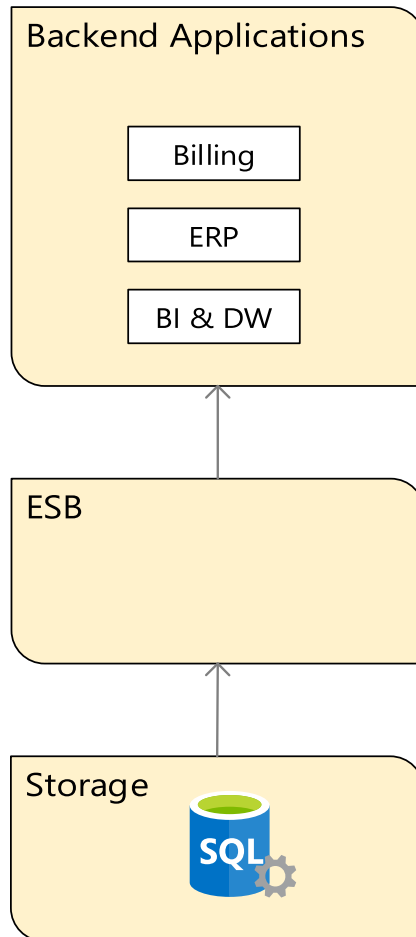 Backend Applications
Billing
ERP
BI & DW
ESB
Storage
SQL